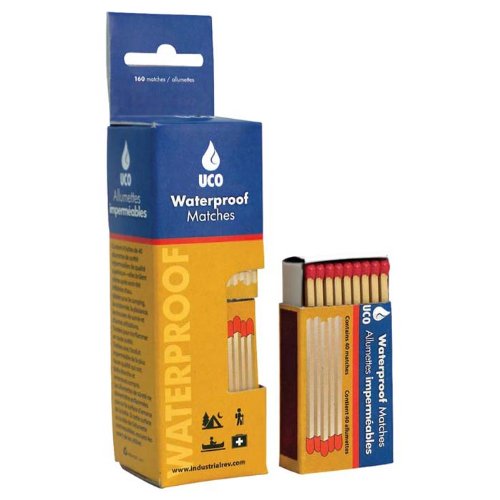 160 matches / allumettes
UCO
Waterproof
Matches
UCO
Allumettes
imperméables
WATERPROOF
www.industrialrev.com
UCO
Waterproof Matches
Allumettes imperméables
Contains 40 matches
Contient 40 allumettes